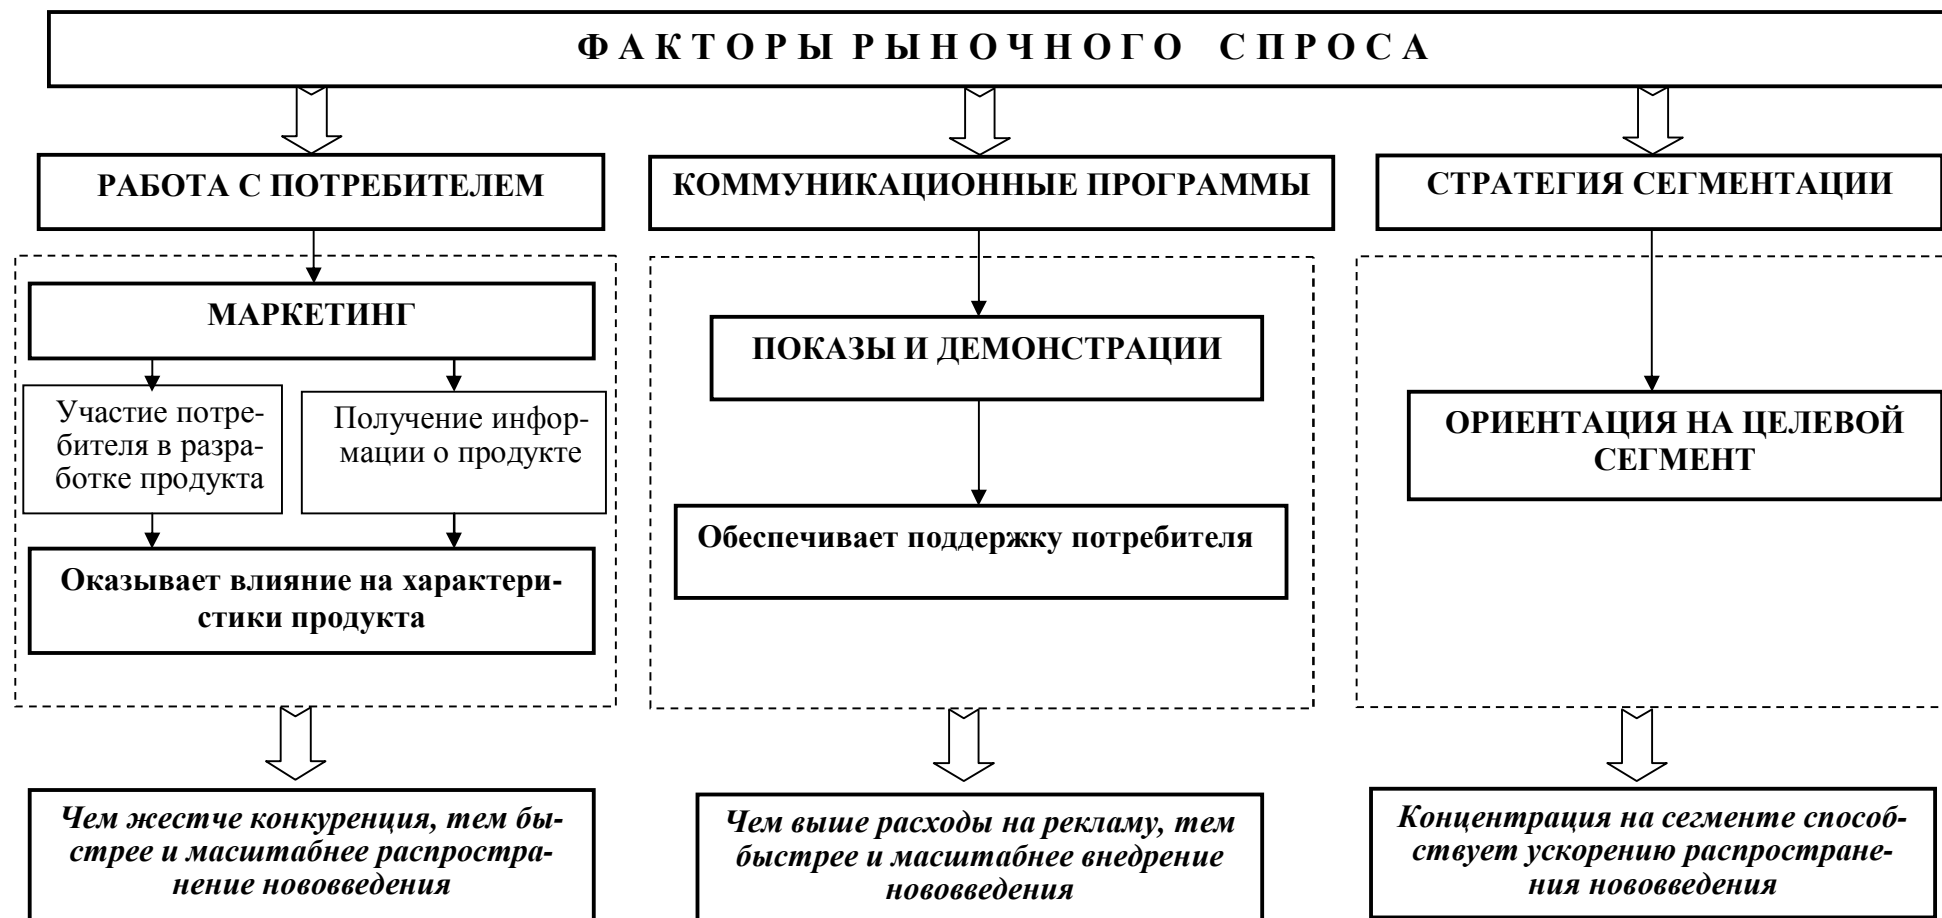 ФАКТОРЫ РЫНОЧНОГО СПРОСА
РАБОТА С ПОТРЕБИТЕЛЕМ
МАРКЕТИНГ
Участие потре-
бителя в разра-
ботке продукта
Получение инфор-
мации о продукте
Оказывает влияние на характери-
стики продукта
Чем жестче конкуренция, тем бы-
стрее и масштабнее распростра-
нение нововведения
КОММУНИКАЦИОННЫЕ ПРОГРАММЫ
ПОКАЗЫ И ДЕМОНСТРАЦИИ
Обеспечивает поддержку потребителя
Чем выше расходы на рекламу, тем
быстрее и масштабнее внедрение
нововведения
СТРАТЕГИЯ СЕГМЕНТАЦИИ
ОРИЕНТАЦИЯ НА ЦЕЛЕВОЙ
СЕГМЕНТ
Концентрация на сегменте способ-
ствует ускорению распростране-
ния нововведения